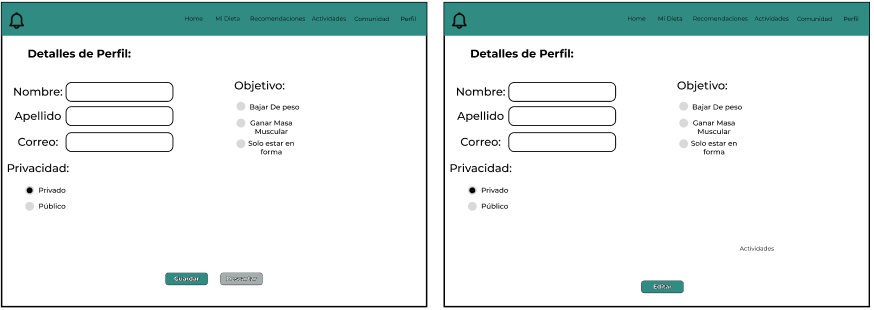 Home Mi Dieta Recomendaciones Actividades Comunidad Perfil
Detalles de Perfil:
Nombre:
Apellido
Correo:
Objetivo:
Bajar De peso
Ganar Masa
Muscular
Solo estar en
forma
Privacidad:
Privado
Público
Guardar
Home Mi Dieta Recomendaciones Actividades Comunidad Perfil
Detalles de Perfil:
Nombre:
Apellido
Correo:
Objetivo:
Bajar De peso
Ganar Masa
Muscular
Solo estar en
forma
Privacidad:
Privado
Público
Actividades
Editar